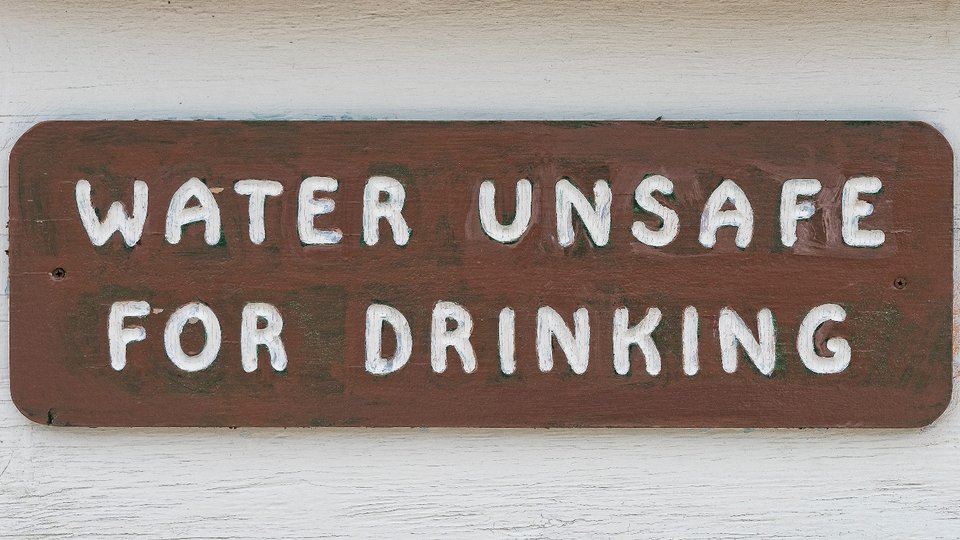 WATER UNSAFE
FOR DRINKING